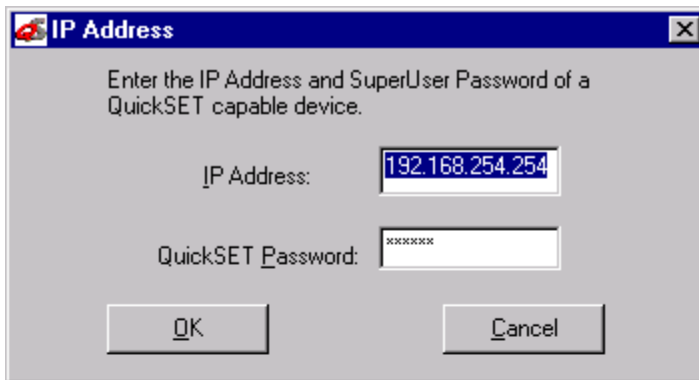 IP Address
Enter the IP Address and SuperUser Password of a
QuickSET capable device.
IP Address:
192.168.254.254
QuickSET Password:
xxxxxx
OK
Cancel